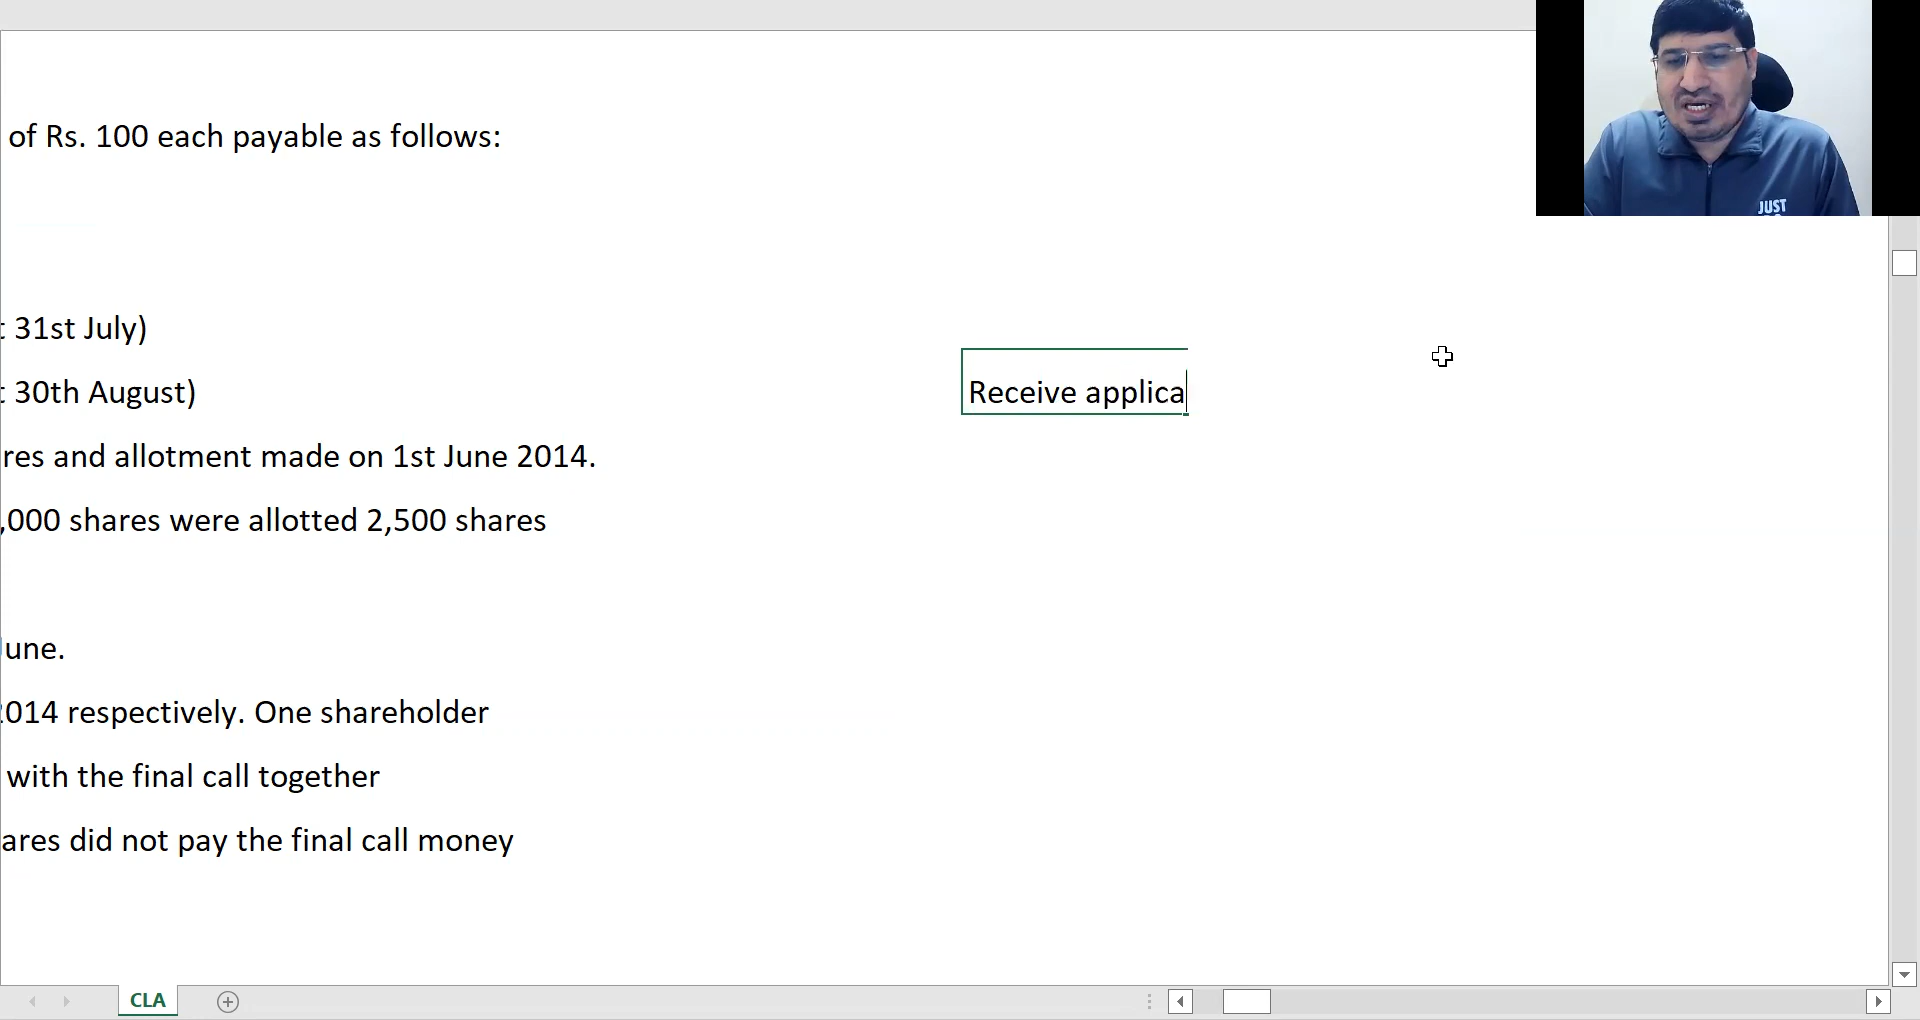 of Rs. 100 each payable as follows:
JUST
31st July)
30th August)
Receive applica
res and allotment made on 1st June 2014.
,000 shares were allotted 2,500 shares
une.
2014 respectively. One shareholder
with the final call together
ares did not pay the final call money
CLA